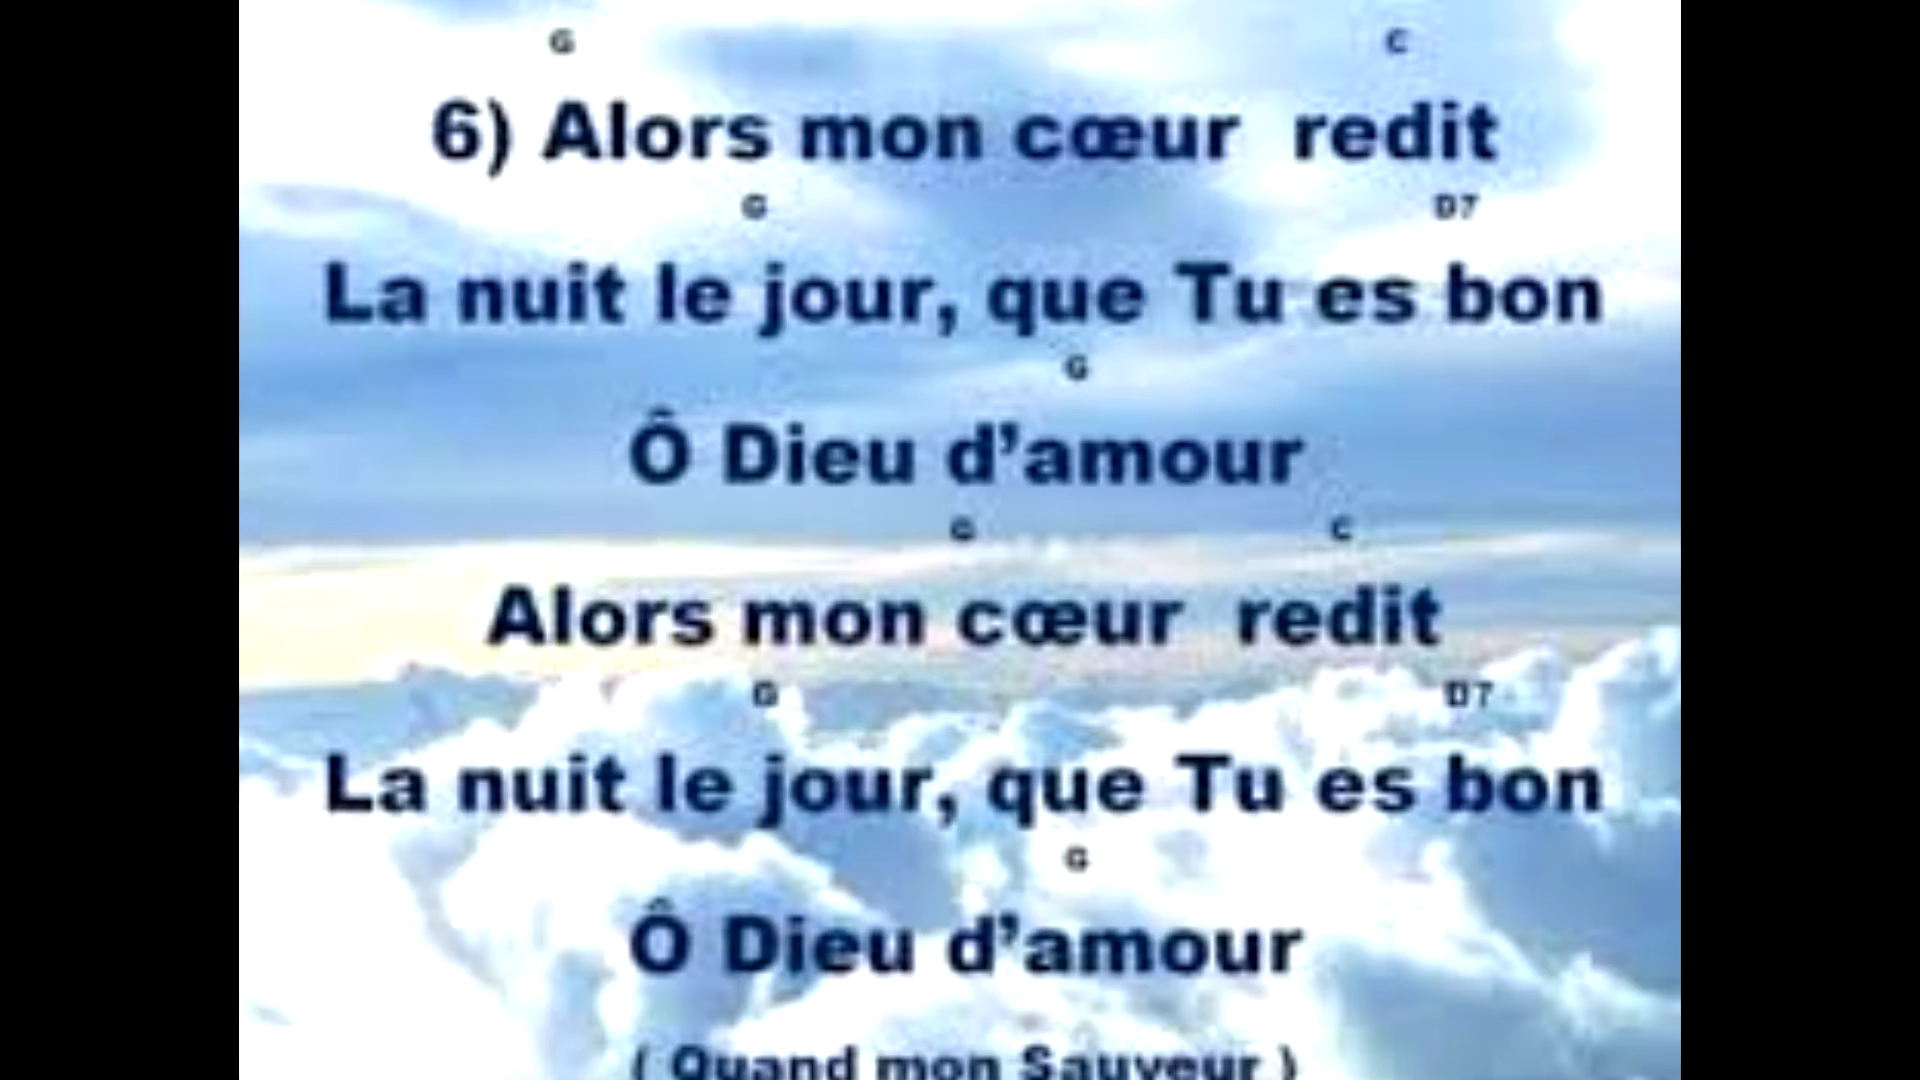 G C
6) Alors mon cœur redit
G D7
La nuit le jour, que Tu es bon
G
Ô Dieu d’amour
G C
Alors mon cœur redit
G D7
La nuit le jour, que Tu es bon
G
Ô Dieu d’amour
( Quand mon Sauveur )